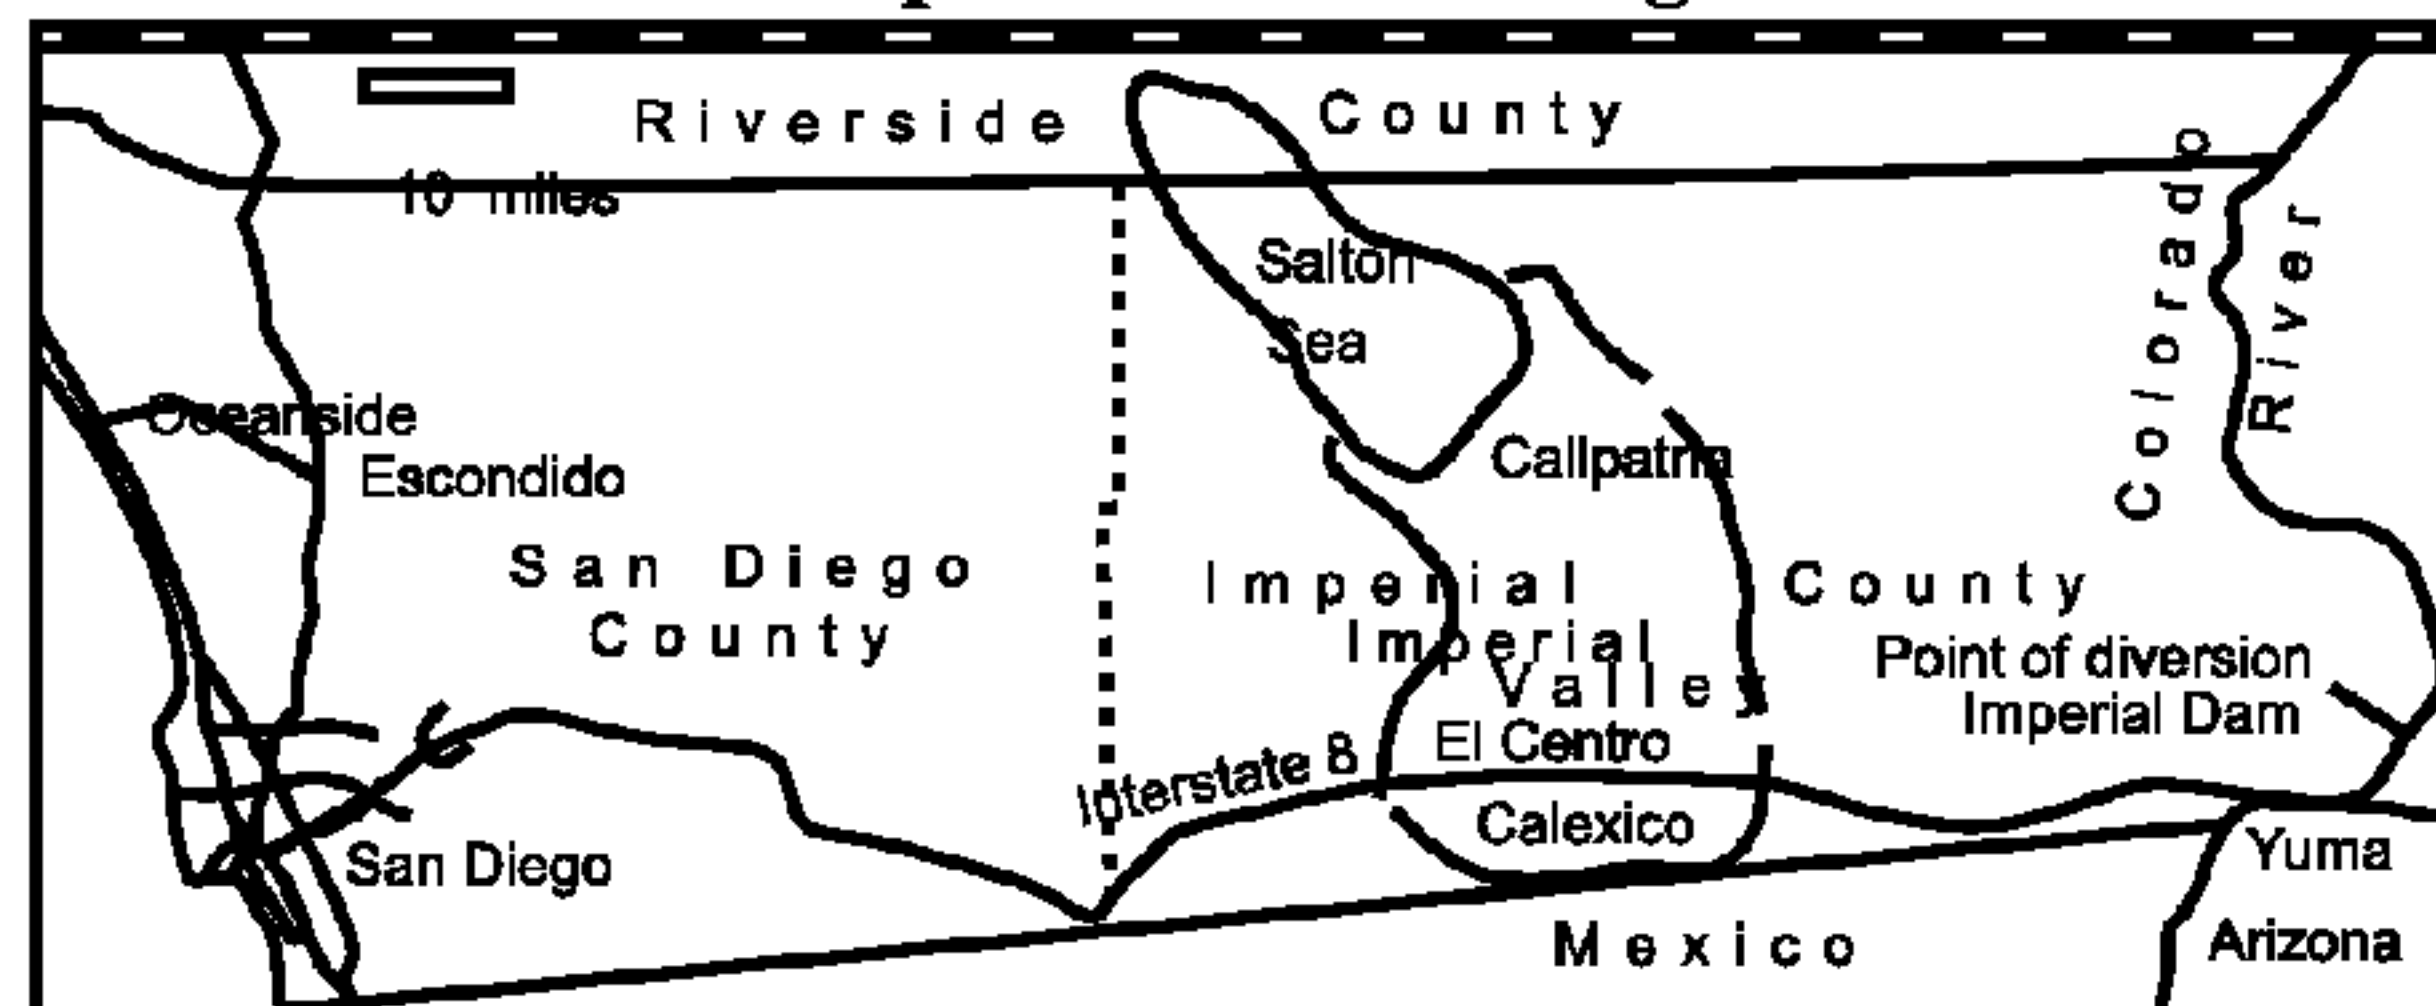 Riverside County
10 miles
Colorado River
Salton
Sea
Oceanside
Escondido
Callpatria
San Diego
County
Imperial County
Imperial
Valley
Point of diversion
Imperial Dam
El Centro
Interstate 8
Calexico
San Diego
Yuma
Mexico
Arizona